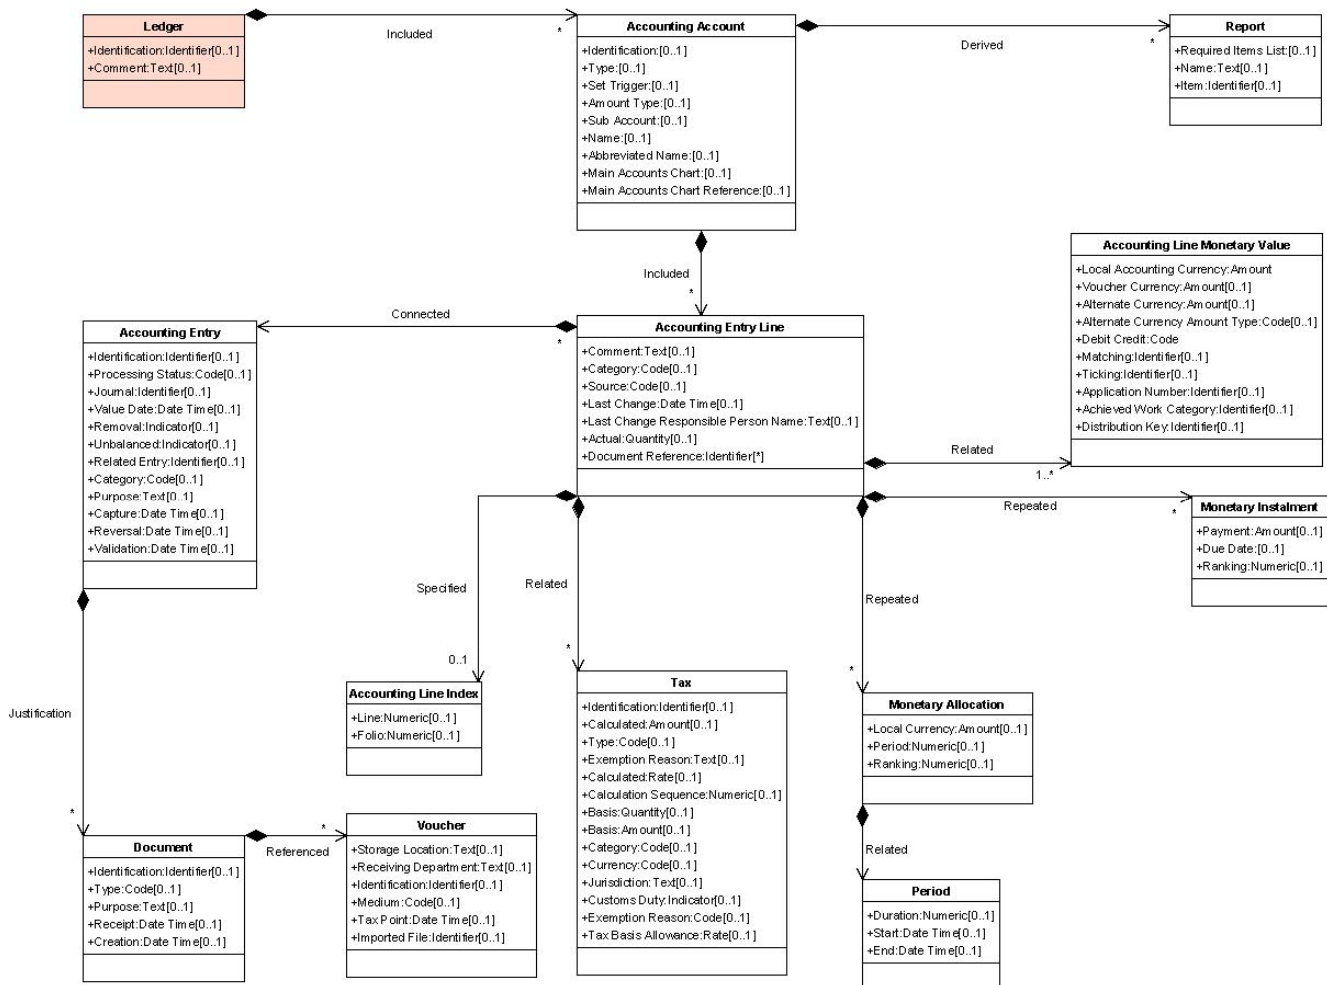 Ledger
+Identification:Identifier[0..1]
+Comment:Text[0..1]
Included
*
Accounting Account
+Identification:[0..1]
+Type:[0..1]
+Set Trigger:[0..1]
+Amount Type:[0..1]
+Sub Account:[0..1]
+Name:[0..1]
+Abbreviated Name:[0..1]
+Main Accounts Chart:[0..1]
+Main Accounts Chart Reference:[0..1]
Derived
*
Report
+Required Items List:[0..1]
+Name:Text[0..1]
+Item:Identifier[0..1]
Included
*
Accounting Line Monetary Value
+Local Accounting Currency:Amount
+Voucher Currency:Amount[0..1]
+Alternate Currency:Amount[0..1]
+Alternate Currency Amount Type:Code[0..1]
+Debit Credit:Code
+Matching:Identifier[0..1]
+Ticking:Identifier[0..1]
+Application Number:Identifier[0..1]
+Achieved Work Category:Identifier[0..1]
+Distribution Key:Identifier[0..1]
Accounting Entry
+Identification:Identifier[0..1]
+Processing Status:Code[0..1]
+Journal:Identifier[0..1]
+Value Date:Date Time[0..1]
+Removal:Indicator[0..1]
+Unbalanced:Indicator[0..1]
+Related Entry:Identifier[0..1]
+Category:Code[0..1]
+Purpose:Text[0..1]
+Capture:Date Time[0..1]
+Reversal:Date Time[0..1]
+Validation:Date Time[0..1]
Connected
*
Accounting Entry Line
+Comment:Text[0..1]
+Category:Code[0..1]
+Source:Code[0..1]
+Last Change:Date Time[0..1]
+Last Change Responsible Person Name:Text[0..1]
+Actual:Quantity[0..1]
+Document Reference:Identifier[*]
Related
1..*
Repeated
*
Monetary Instalment
+Payment:Amount[0..1]
+Due Date:[0..1]
+Ranking:Numeric[0..1]
Specified
0..1
Related
*
Repeated
*
Justification
*
Accounting Line Index
+Line:Numeric[0..1]
+Folio:Numeric[0..1]
Tax
+Identification:Identifier[0..1]
+Calculated:Amount[0..1]
+Type:Code[0..1]
+Exemption Reason:Text[0..1]
+Calculated:Rate[0..1]
+Calculation Sequence:Numeric[0..1]
+Basis:Quantity[0..1]
+Basis:Amount[0..1]
+Category:Code[0..1]
+Currency:Code[0..1]
+Jurisdiction:Text[0..1]
+Customs Duty:Indicator[0..1]
+Exemption Reason:Code[0..1]
+Tax Basis Allowance:Rate[0..1]
Monetary Allocation
+Local Currency:Amount[0..1]
+Period:Numeric[0..1]
+Ranking:Numeric[0..1]
Related
Period
+Duration:Numeric[0..1]
+Start:Date Time[0..1]
+End:Date Time[0..1]
Document
+Identification:Identifier[0..1]
+Type:Code[0..1]
+Purpose:Text[0..1]
+Receipt:Date Time[0..1]
+Creation:Date Time[0..1]
Referenced
*
Voucher
+Storage Location:Text[0..1]
+Receiving Department:Text[0..1]
+Identification:Identifier[0..1]
+Medium:Code[0..1]
+Tax Point:Date Time[0..1]
+Imported File:Identifier[0..1]